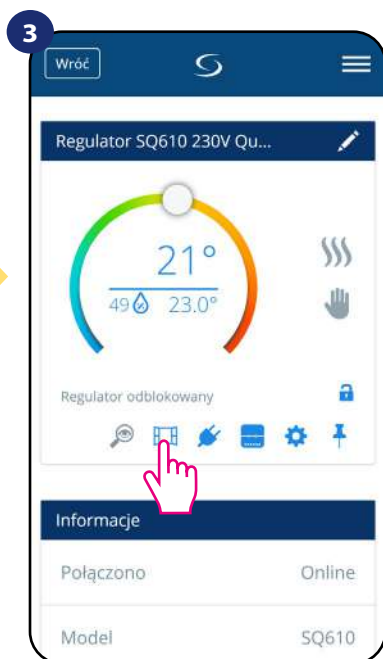 3
Wróć
Regulator SQ610 230V Qu...
21°
49 23.0°
Regulator odblokowany
Informacje
Połączono Online
Model SQ610